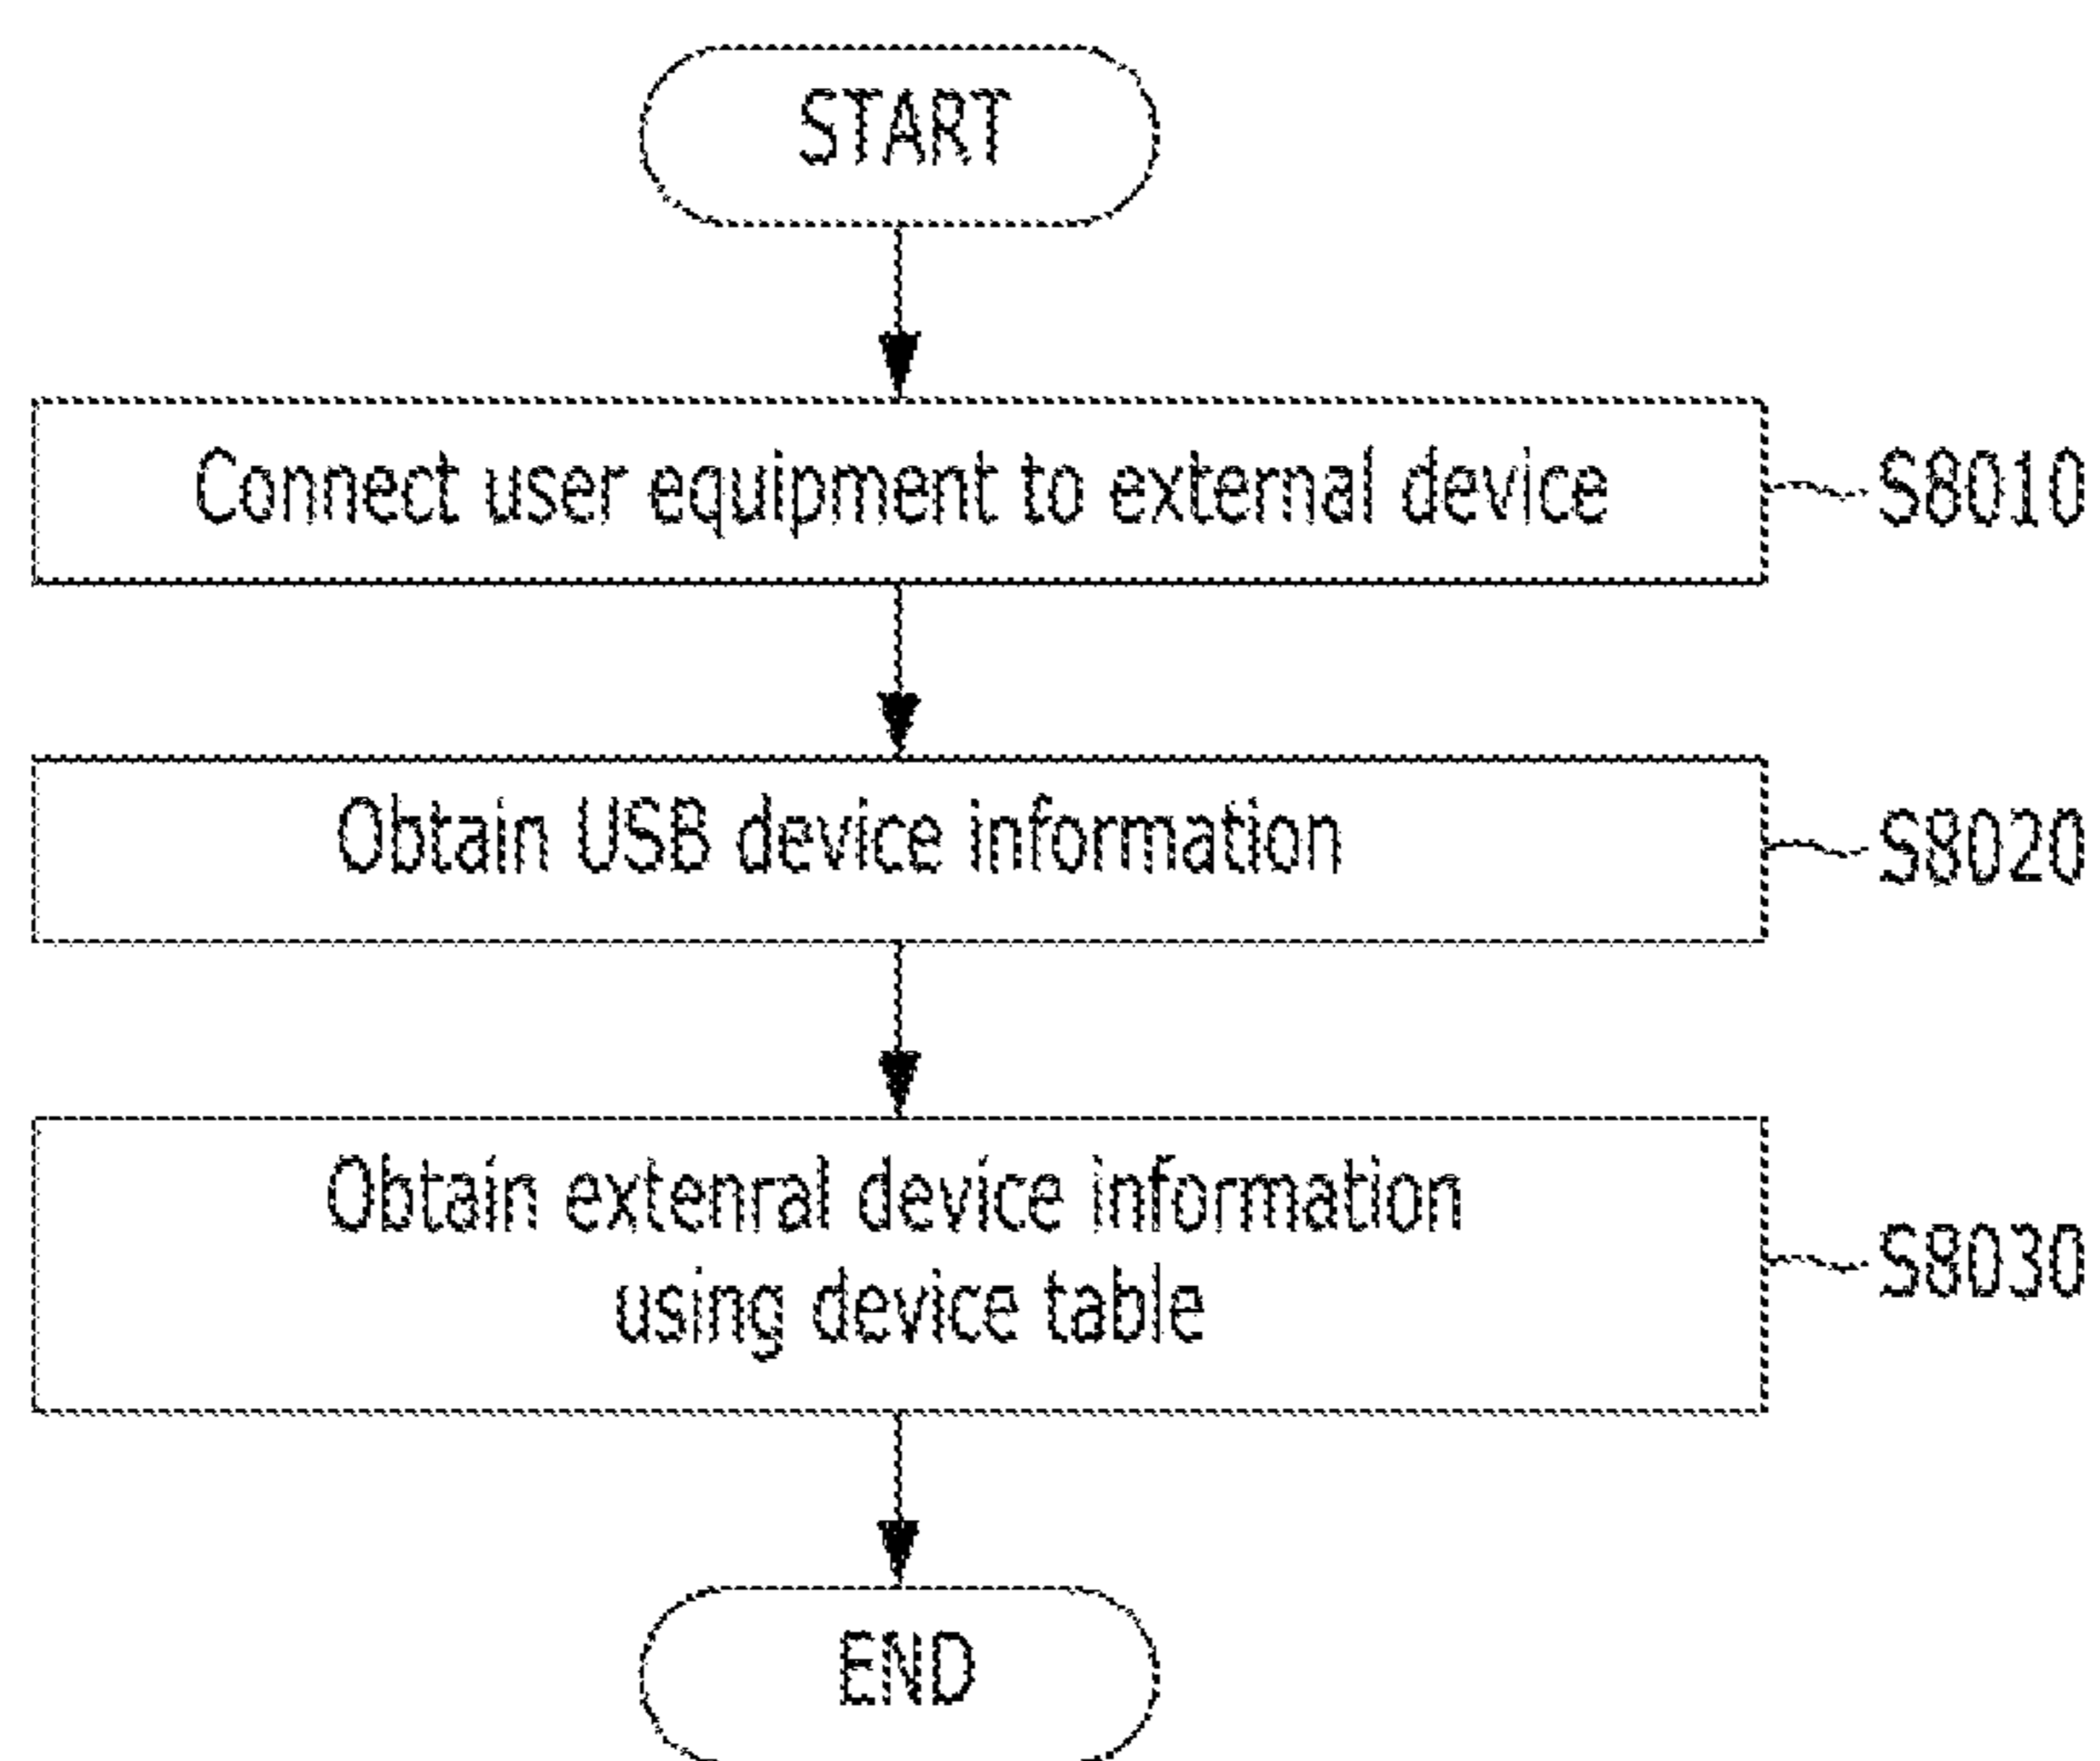 START
Connect user equipment to external device
S8010
Obtain USB device information
S8020
Obtain extenral device information
using device table
S8030
END